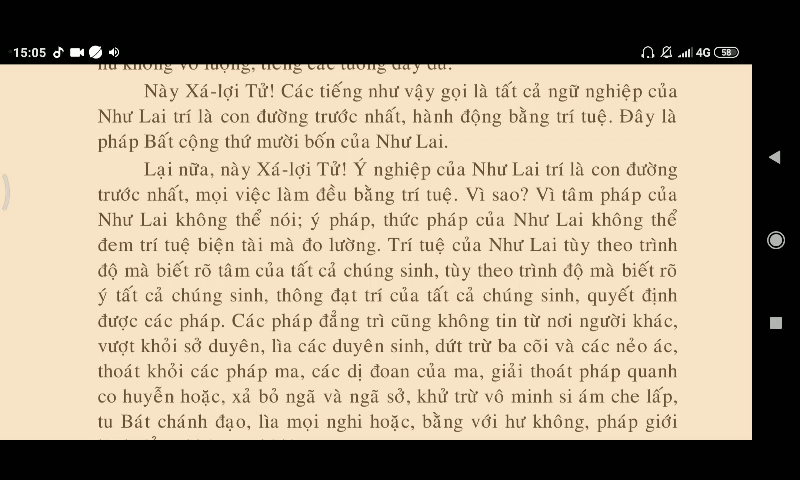 15:05 4G 58
hư không vô lượng, tiếng các tướng đầy đủ.
Này Xá-lợi Tử! Các tiếng như vậy gọi là tất cả ngữ nghiệp của
Như Lai trí là con đường trước nhất, hành động bằng trí tuệ. Đây là
pháp Bất cộng thứ mười bốn của Như Lai.
Lại nữa, này Xá-lợi Tử! Ý nghiệp của Như Lai trí là con đường
trước nhất, mọi việc làm đều bằng trí tuệ. Vì sao? Vì tâm pháp của
Như Lai không thể nói; ý pháp, thức pháp của Như Lai không thể
đem trí tuệ biện tài mà đo lường. Trí tuệ của Như Lai tùy theo trình
độ mà biết rõ tâm của tất cả chúng sinh, tùy theo trình độ mà biết rõ
ý tất cả chúng sinh, thông đạt trí của tất cả chúng sinh, quyết định
được các pháp. Các pháp đẳng trì cũng không tin từ nơi người khác,
vượt khỏi sở duyên, lìa các duyên sinh, dứt trừ ba cõi và các nẻo ác,
thoát khỏi các pháp ma, các dị đoan của ma, giải thoát pháp quanh
co huyễn hoặc, xả bỏ ngã và ngã sở, khử trừ vô minh si ám che lấp,
tu Bát chánh đạo, lìa mọi nghi hoặc, bằng với hư không, pháp giới